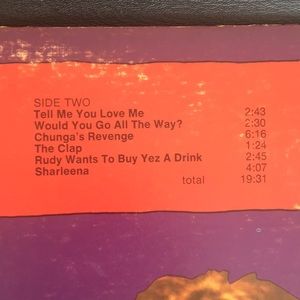 SIDE TWO
Tell Me You Love Me 2:43
Would You Go All The Way? 2:30
Chunga's Revenge 6:16
The Clap 1:24
Rudy Wants To Buy Yez A Drink 2:45
Sharleena 4:07
total 19:31